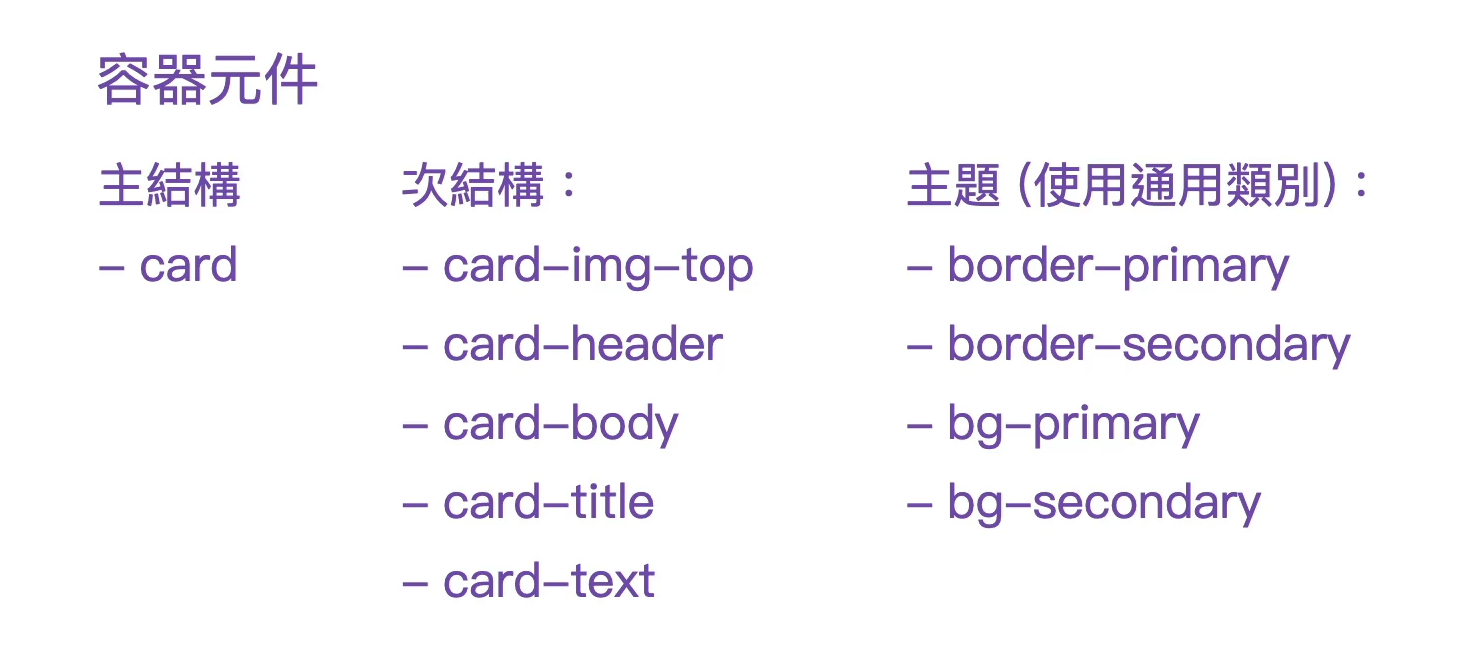 容器元件
主結構
– card
次結構：
– card–img–top
– card–header
– card–body
– card–title
– card–text
主題 (使用通用類別)：
– border–primary
– border–secondary
– bg–primary
– bg–secondary